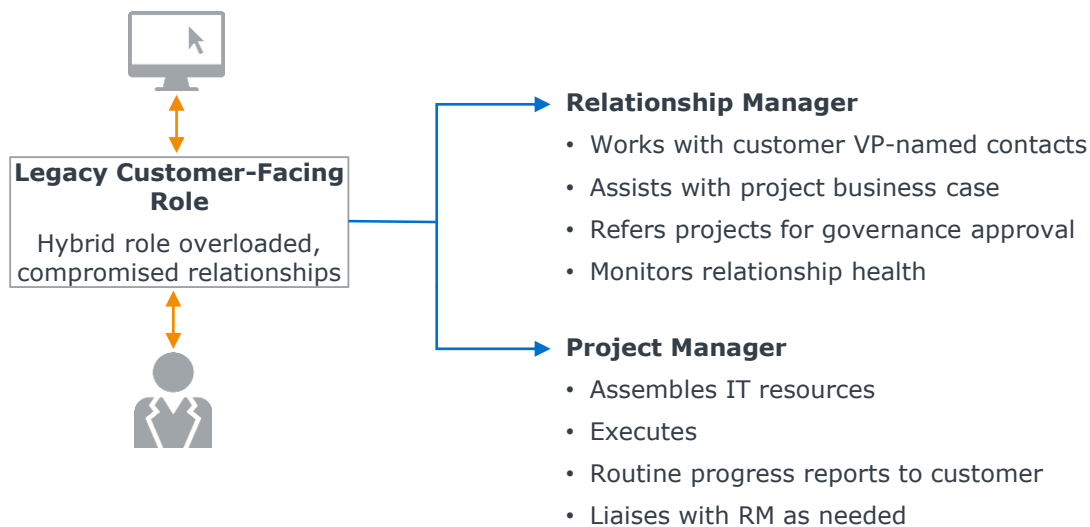 Legacy Customer-Facing
Role
Hybrid role overloaded,
compromised relationships
Relationship Manager
• Works with customer VP-named contacts
• Assists with project business case
• Refers projects for governance approval
• Monitors relationship health
Project Manager
• Assembles IT resources
• Executes
• Routine progress reports to customer
• Liaises with RM as needed